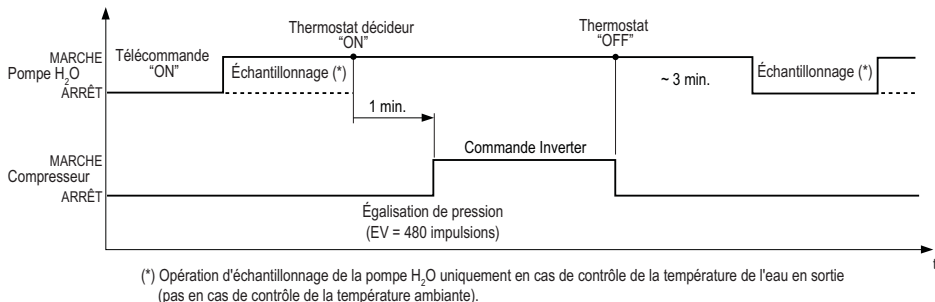 Thermostat décideur
"ON"
Thermostat
"OFF"
MARCHE
Télécommande
"ON"
Pompe H₂O
Échantillonnage (*)
~ 3 min.
Échantillonnage (*)
ARRÊT
1 min.
MARCHE
Commande Inverter
Compresseur
ARRÊT
Égalisation de pression
(EV = 480 impulsions)
t
(*) Opération d'échantillonnage de la pompe H₂O uniquement en cas de contrôle de la température de l'eau en sortie
(pas en cas de contrôle de la température ambiante).